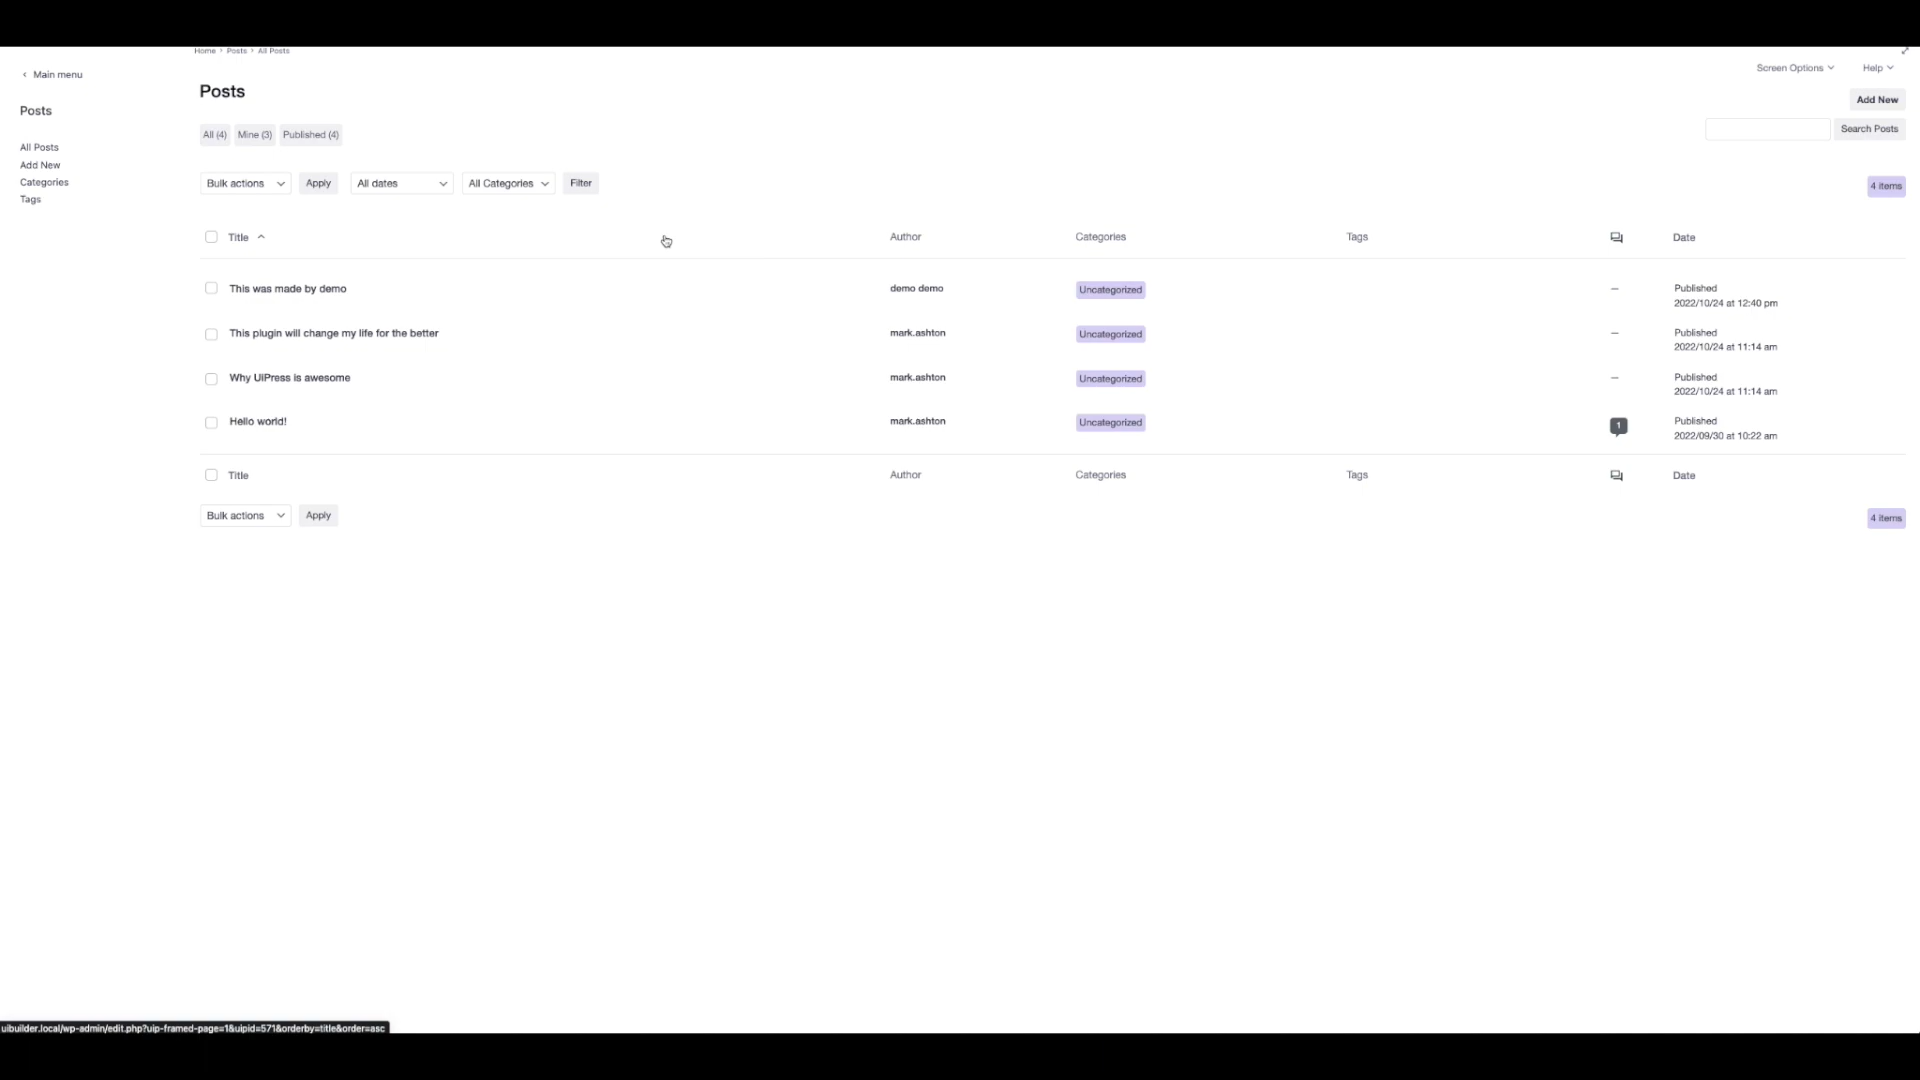 Home › Posts › All Posts
‹ Main menu
Screen Options
Help
Posts
Posts
Add New
All (4) Mine (3) Published (4)
Search Posts
All Posts
Add New
Categories
Tags
Bulk actions
Apply
All dates
All Categories
Filter
4 items
Title
Author
Categories
Tags
Date
This was made by demo
demo demo
Uncategorized
—
Published
2022/10/24 at 12:40 pm
This plugin will change my life for the better
mark.ashton
Uncategorized
—
Published
2022/10/24 at 11:14 am
Why UiPress is awesome
mark.ashton
Uncategorized
—
Published
2022/10/24 at 11:14 am
Hello world!
mark.ashton
Uncategorized
1
Published
2022/09/30 at 10:22 am
Title
Author
Categories
Tags
Date
Bulk actions
Apply
4 items
uibuilder.local/wp-admin/edit.php?uip-framed-page=1&uipid=571&orderby=title&order=asc